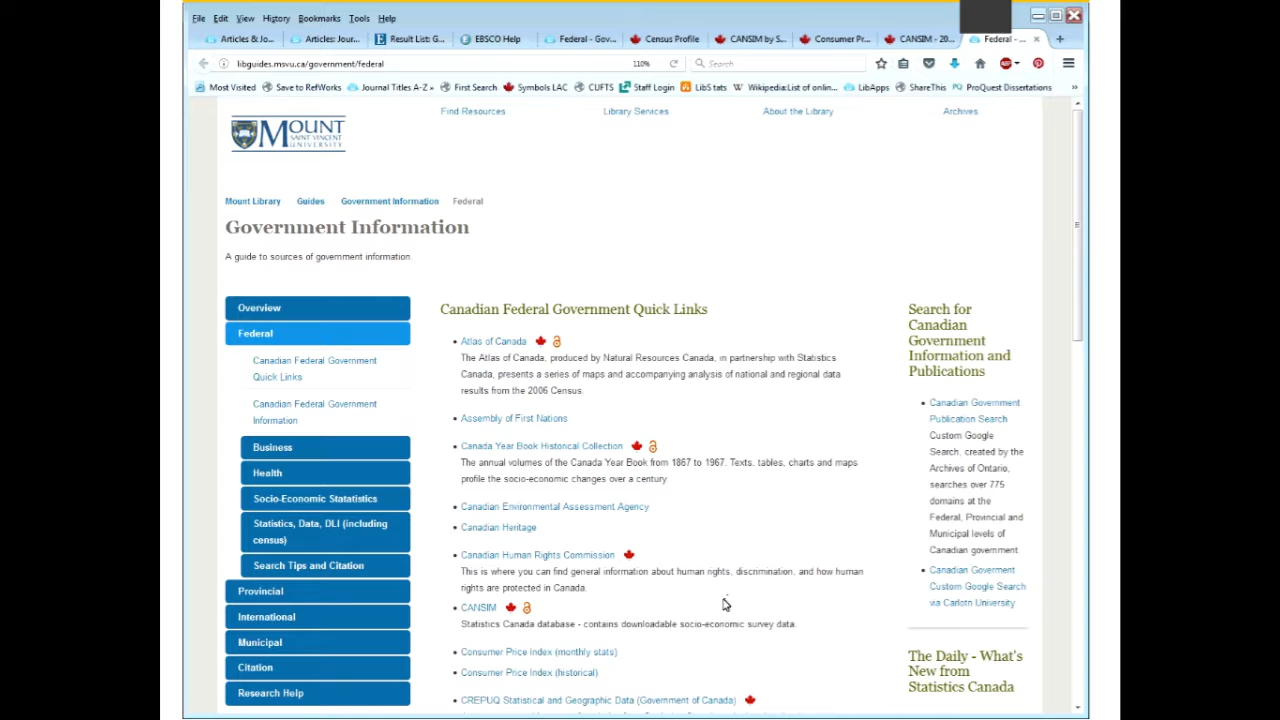 File Edit View History Bookmarks Tools Help
Articles & Jo...
Articles: Jour...
Result List: G...
EBSCO Help
Federal - Gov...
Census Profile
CANSIM by S...
Consumer Pr...
CANSIM - 20...
Federal - ...
libguides.msvu.ca/government/federal
110%
Search
Most Visited Save to RefWorks Journal Titles A-Z » First Search Symbols LAC CUFTS Staff Login LibStats Wikipedia:List of onlin... LibApps ShareThis ProQuest Dissertations »
Find Resources Library Services About the Library Archives
MOUNT
SAINT VINCENT
UNIVERSITY
Mount Library Guides Government Information Federal
Government Information
A guide to sources of government information
Overview
Federal
Canadian Federal Government
Quick Links
Canadian Federal Government
Information
Business
Health
Socio-Economic Statatistics
Statistics, Data, DLI (including
census)
Search Tips and Citation
Provincial
International
Municipal
Citation
Research Help
Canadian Federal Government Quick Links
• Atlas of Canada
The Atlas of Canada, produced by Natural Resources Canada, in partnership with Statistics
Canada, presents a series of maps and accompanying analysis of national and regional data
results from the 2006 Census.
• Assembly of First Nations
• Canada Year Book Historical Collection
The annual volumes of the Canada Year Book from 1867 to 1967. Texts, tables, charts and maps
profile the socio-economic changes over a century
• Canadian Environmental Assessment Agency
• Canadian Heritage
• Canadian Human Rights Commission
This is where you can find general information about human rights, discrimination, and how human
rights are protected in Canada.
• CANSIM
Statistics Canada database - contains downloadable socio-economic survey data.
• Consumer Price Index (monthly stats)
• Consumer Price Index (historical)
• CREPUQ Statistical and Geographic Data (Government of Canada)
Search for
Canadian
Government
Information and
Publications
• Canadian Government
Publication Search
Custom Google
Search, created by the
Archives of Ontario,
searches over 775
domains at the
Federal, Provincial and
Municipal levels of
Canadian government
• Canadian Goverment
Custom Google Search
via Carlotn University
The Daily - What's
New from
Statistics Canada